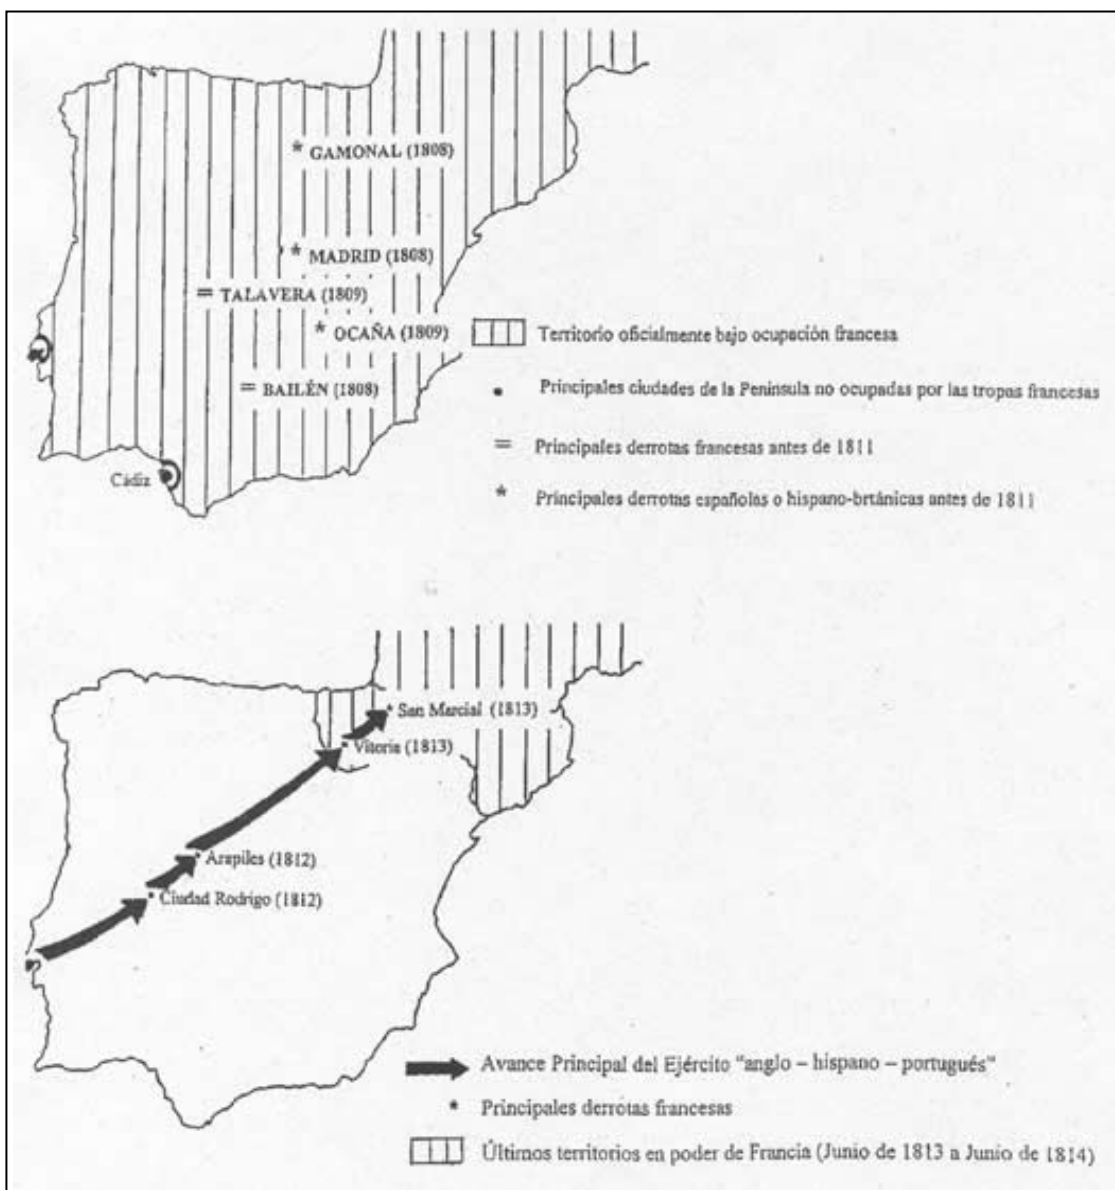 * GAMONAL (1808)
* MADRID (1808)
= TALAVERA (1809)
* OCAÑA (1809)
= BAILÉN (1808)
Cádiz
Territorio oficialmente bajo ocupación francesa
Principales ciudades de la Península no ocupadas por las tropas francesas
= Principales derrotas francesas antes de 1811
* Principales derrotas españolas o hispano-brtánicas antes de 1811
San Marcial (1813)
Vitoria (1813)
Arapiles (1812)
Ciudad Rodrigo (1812)
Avance Principal del Ejército "anglo – hispano – portugués"
* Principales derrotas francesas
Últimos territorios en poder de Francia (Junio de 1813 a Junio de 1814)